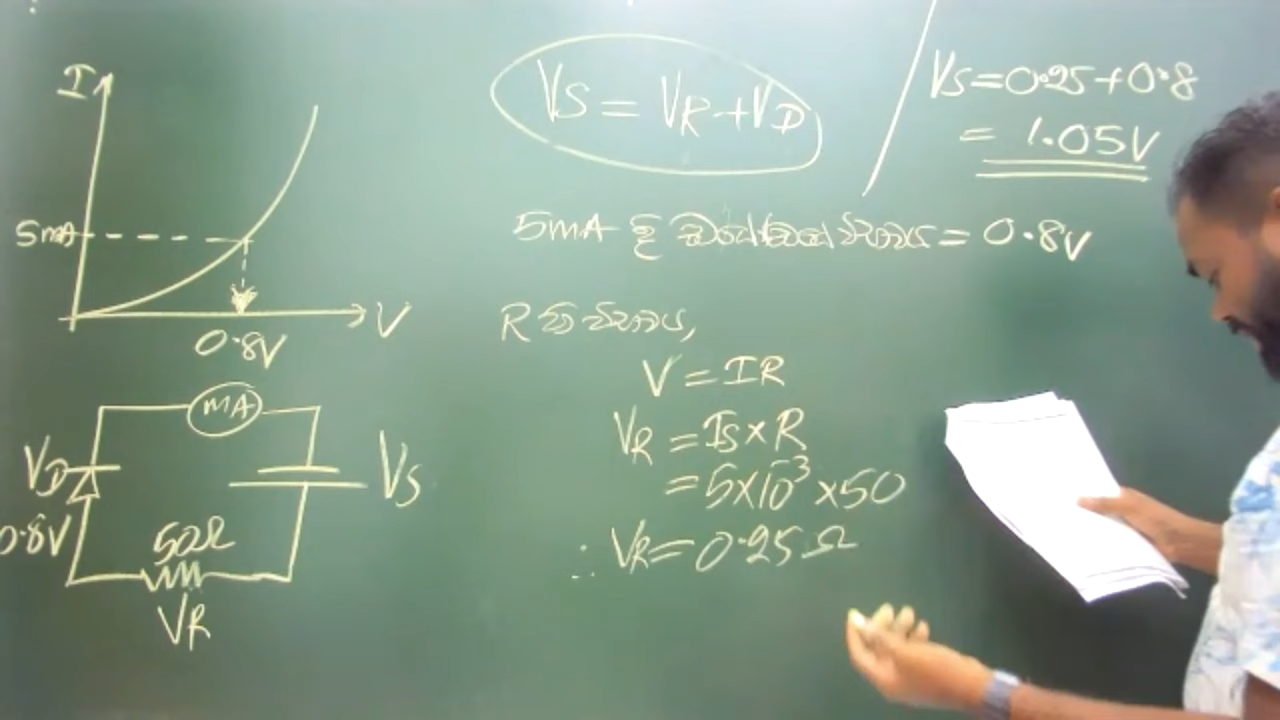 I
5mA
0.8V
V
mA
VD
0.8V
50Ω
VR
VS
VS = VR + VD
VS = 0.25 + 0.8
= 1.05V
5mA දී = 0.8V
R
V = IR
VR = Is × R
= 5×10⁻³ ×50
∴ VR = 0.25 Ω